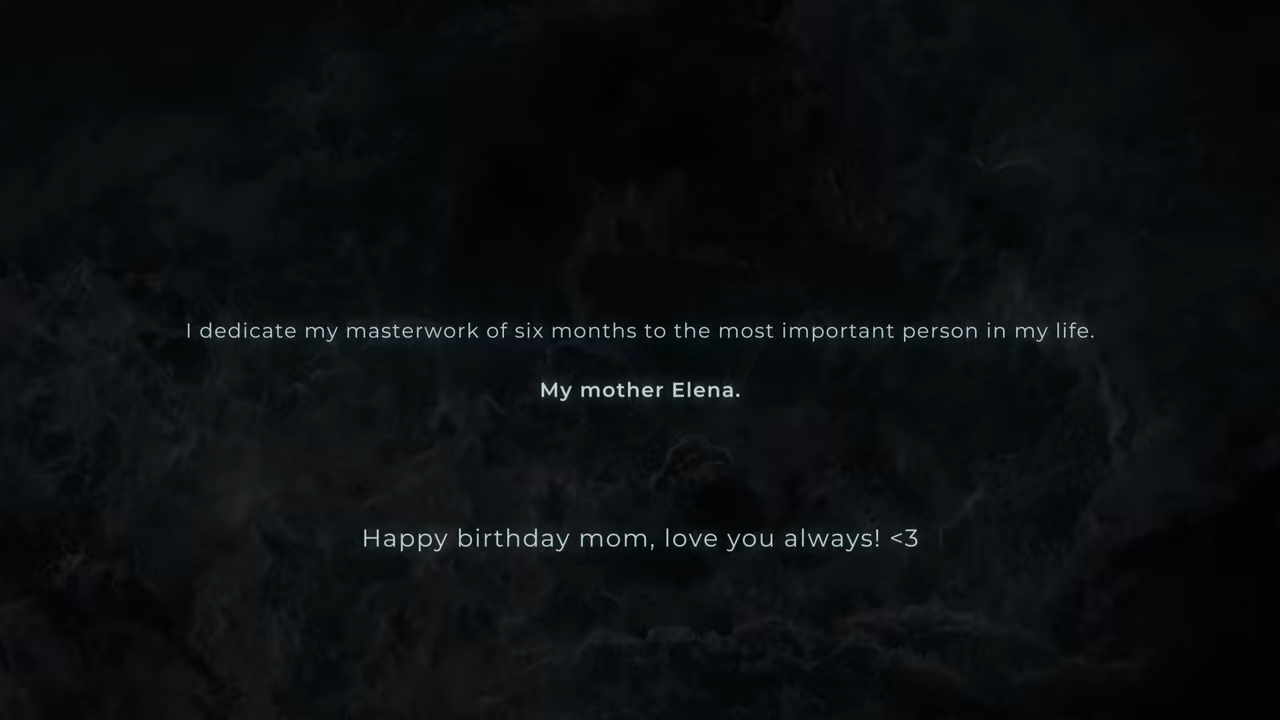 I dedicate my masterwork of six months to the most important person in my life.
My mother Elena.
Happy birthday mom, love you always! <3